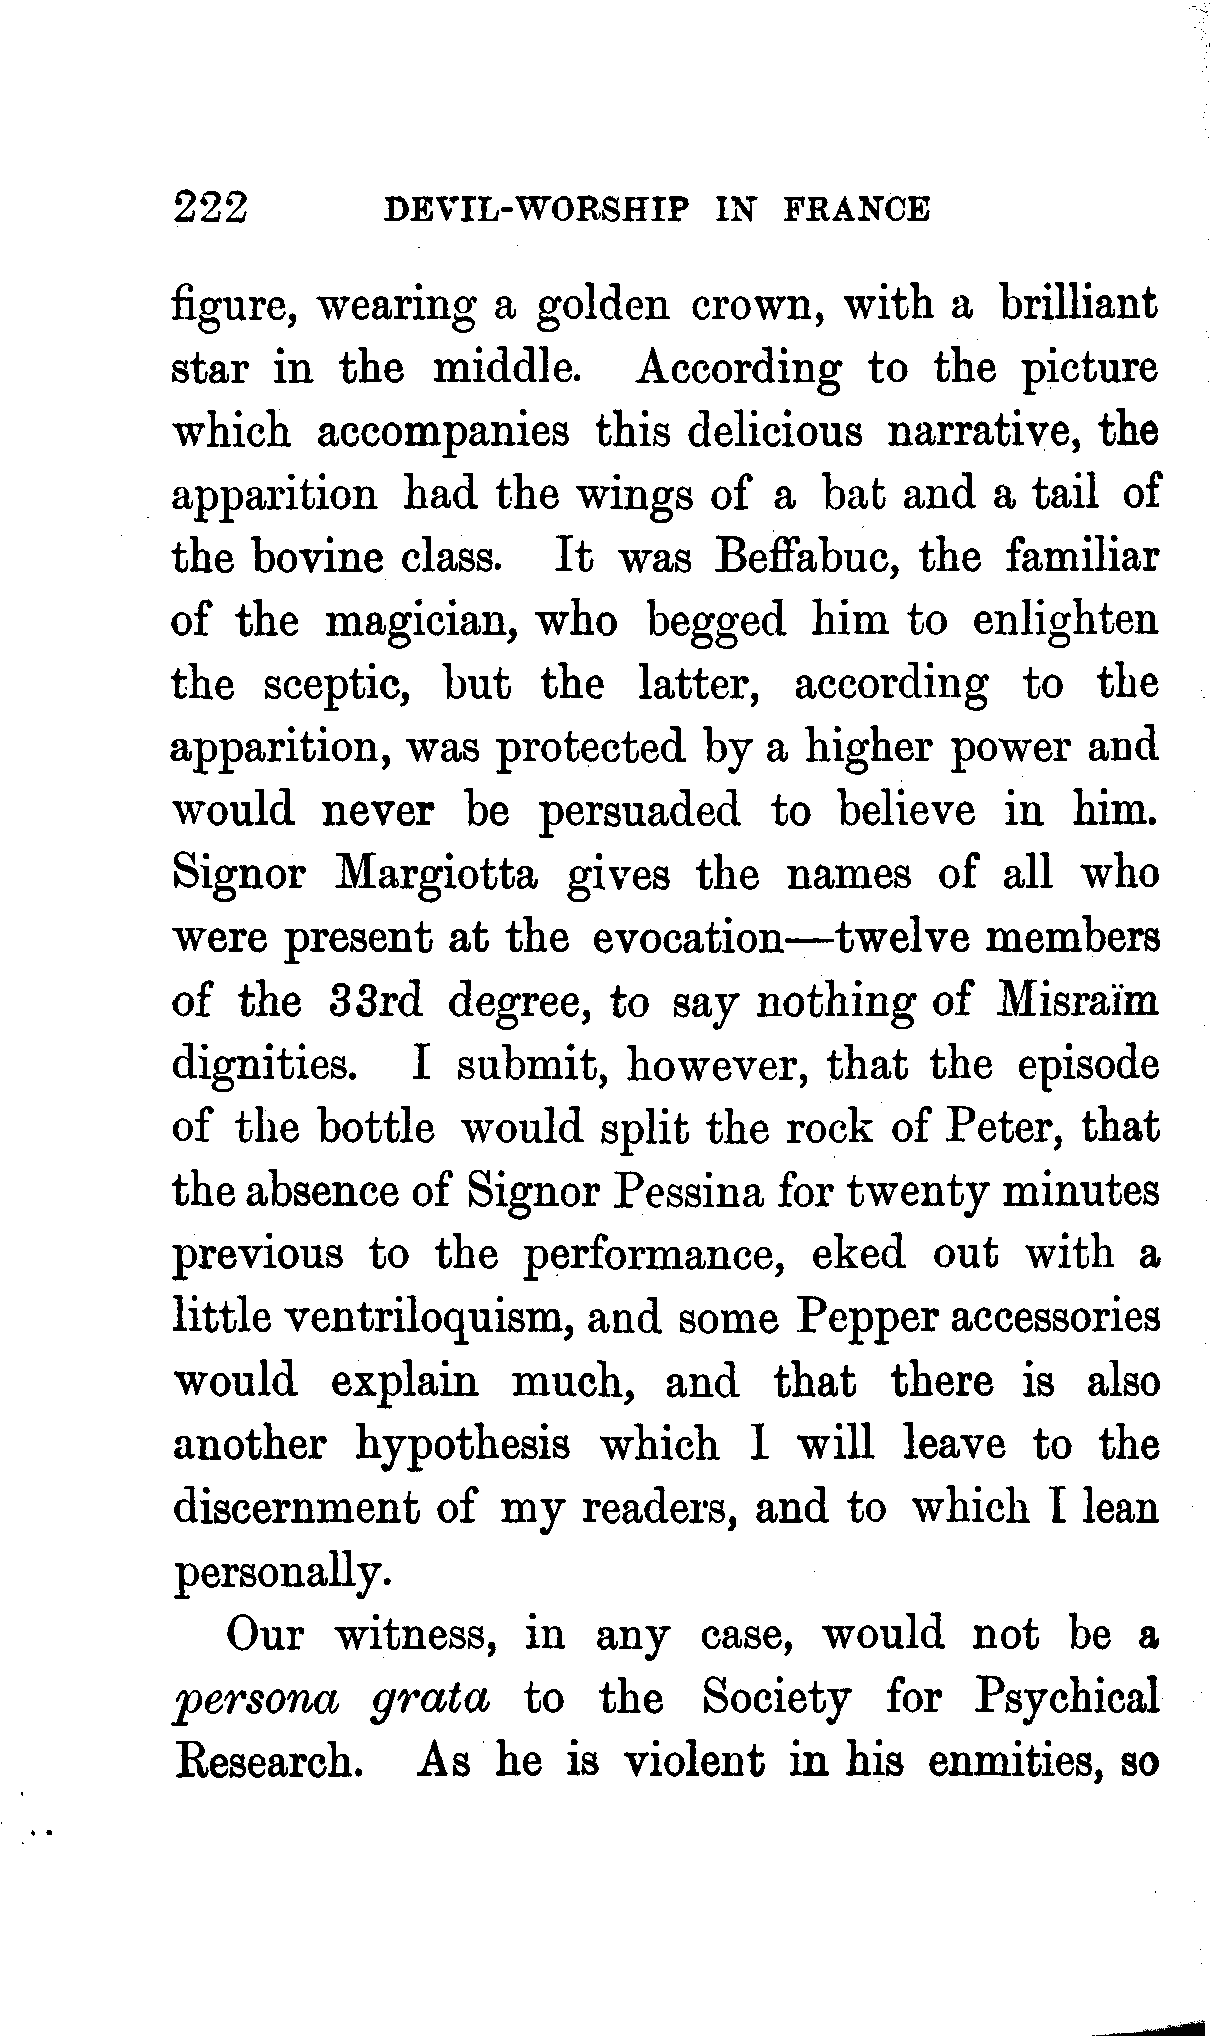 222 DEVIL-WORSHIP IN FRANCE
figure, wearing a golden crown, with a brilliant
star in the middle. According to the picture
which accompanies this delicious narrative, the
apparition had the wings of a bat and a tail of
the bovine class. It was Beffabuc, the familiar
of the magician, who begged him to enlighten
the sceptic, but the latter, according to the
apparition, was protected by a higher power and
would never be persuaded to believe in him.
Signor Margiotta gives the names of all who
were present at the evocation—twelve members
of the 33rd degree, to say nothing of Misraïm
dignities. I submit, however, that the episode
of the bottle would split the rock of Peter, that
the absence of Signor Pessina for twenty minutes
previous to the performance, eked out with a
little ventriloquism, and some Pepper accessories
would explain much, and that there is also
another hypothesis which I will leave to the
discernment of my readers, and to which I lean
personally.
Our witness, in any case, would not be a
persona grata to the Society for Psychical
Research. As he is violent in his enmities, so